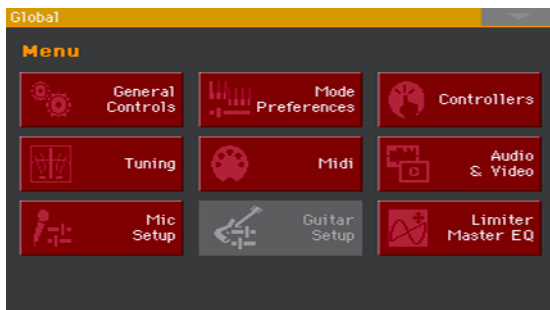 Global
Menu
General
Controls
Mode
Preferences
Controllers
Tuning
Midi
Audio
& Video
Mic
Setup
Guitar
Setup
Limiter
Master EQ